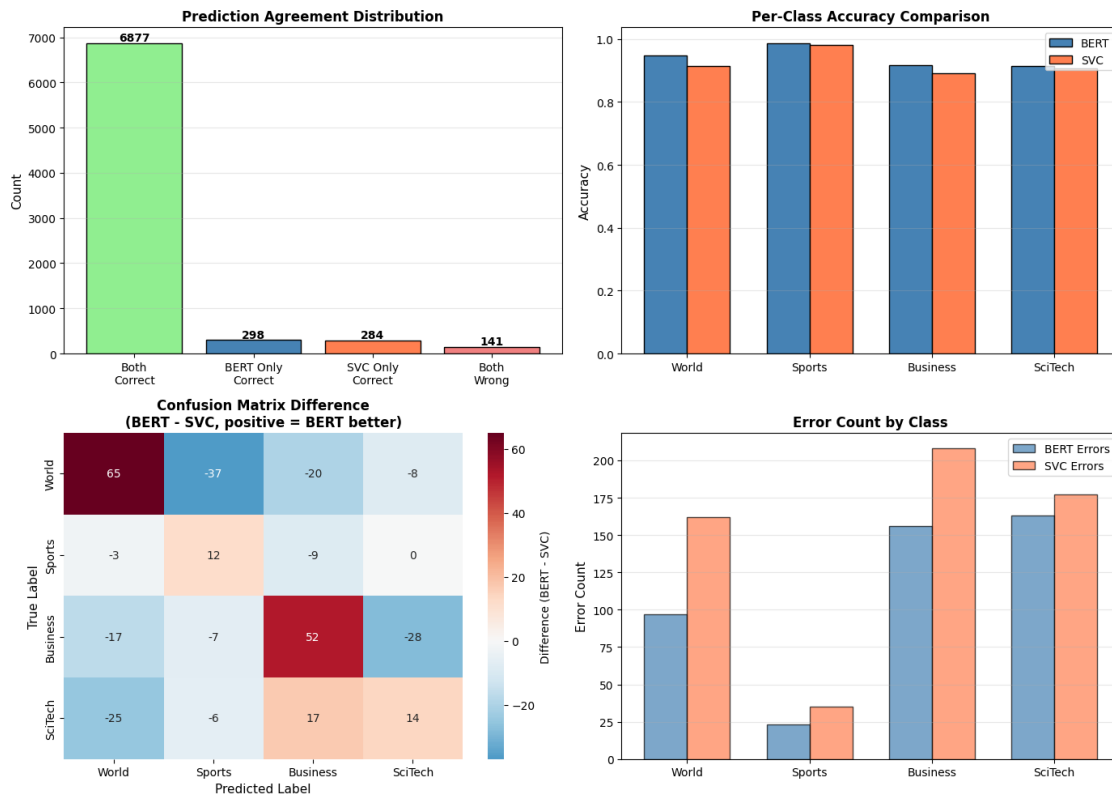 Prediction Agreement Distribution
7000
6000
5000
4000
3000
2000
1000
0
Count
6877
298
284
141
Both
Correct
BERT Only
Correct
SVC Only
Correct
Both
Wrong
Per-Class Accuracy Comparison
1.0
0.8
0.6
0.4
0.2
0.0
Accuracy
BERT
SVC
World
Sports
Business
SciTech
Confusion Matrix Difference
(BERT - SVC, positive = BERT better)
True Label
World
Sports
Business
SciTech
65 -37 -20 -8
-3 12 -9 0
-17 -7 52 -28
-25 -6 17 14
World
Sports
Business
SciTech
Predicted Label
60
40
20
0
−20
Difference (BERT - SVC)
Error Count by Class
200
175
150
125
100
75
50
25
0
Error Count
BERT Errors
SVC Errors
World
Sports
Business
SciTech